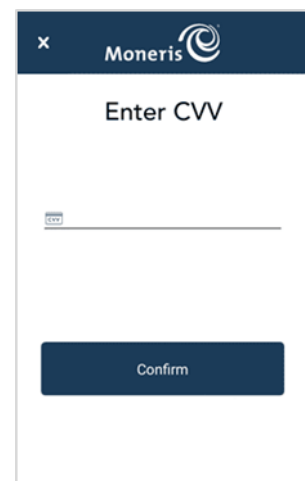 ×
Moneris
Enter CVV
CVV
Confirm